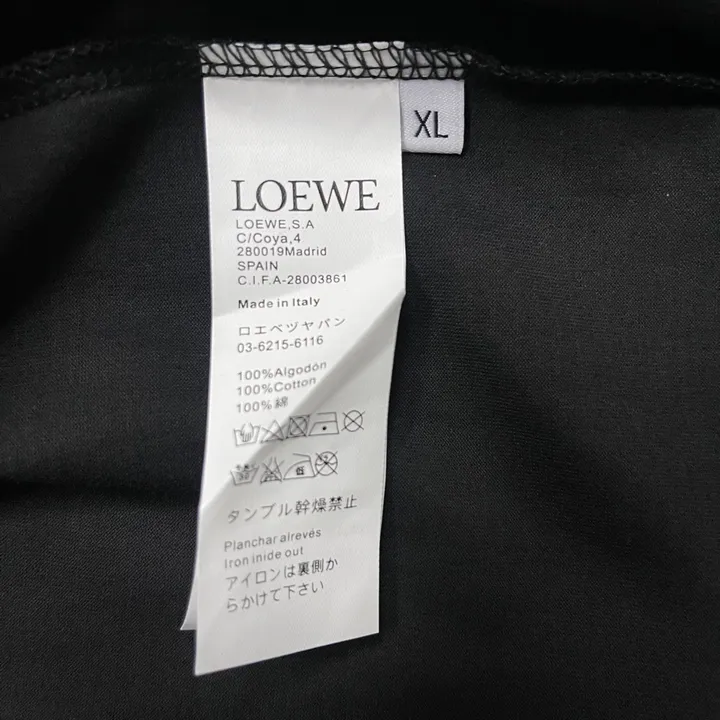 XL
LOEWE
LOEWE,S.A
C/Coya,4
280019Madrid
SPAIN
C.I.F.A-28003861
Made in Italy
ロエベヅヤバン
03-6215-6116
100%Algodón
100%Cotton
100%綿
タンブル幹燥禁止
Planchar alrevés
Iron inide out
アイロンは裏側か
らかけて下さい